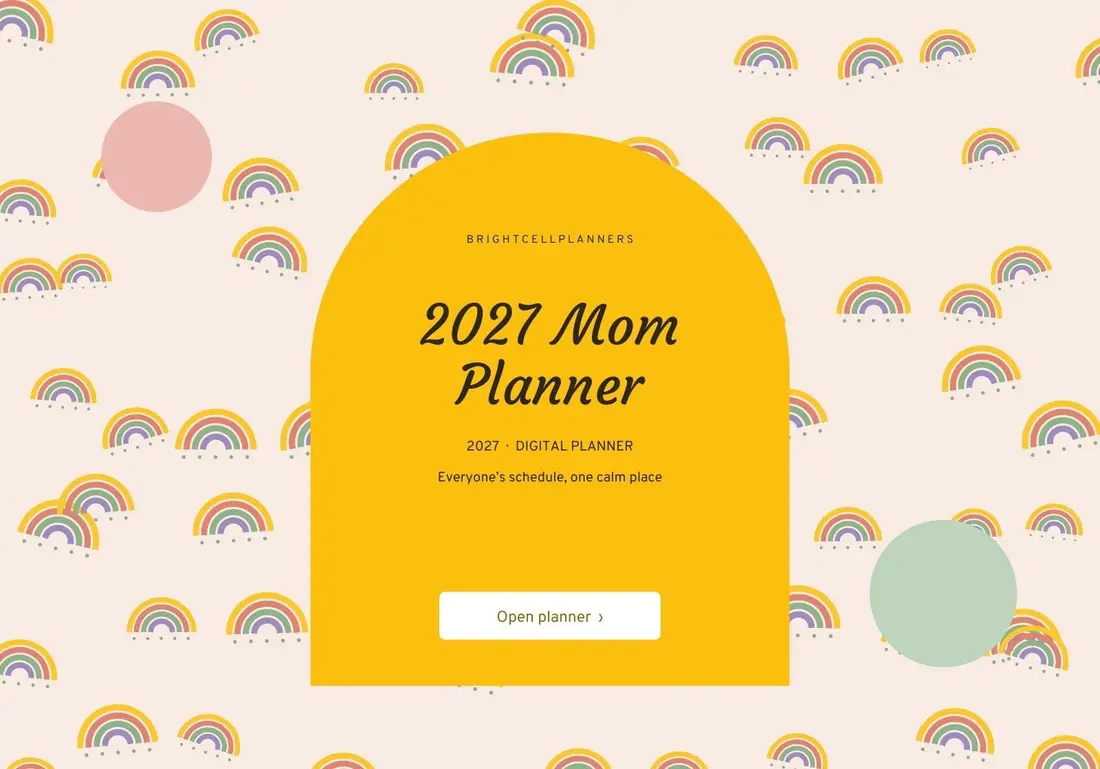 BRIGHTCELLPLANNERS
2027 Mom
Planner
2027 · DIGITAL PLANNER
Everyone's schedule, one calm place
Open planner ›